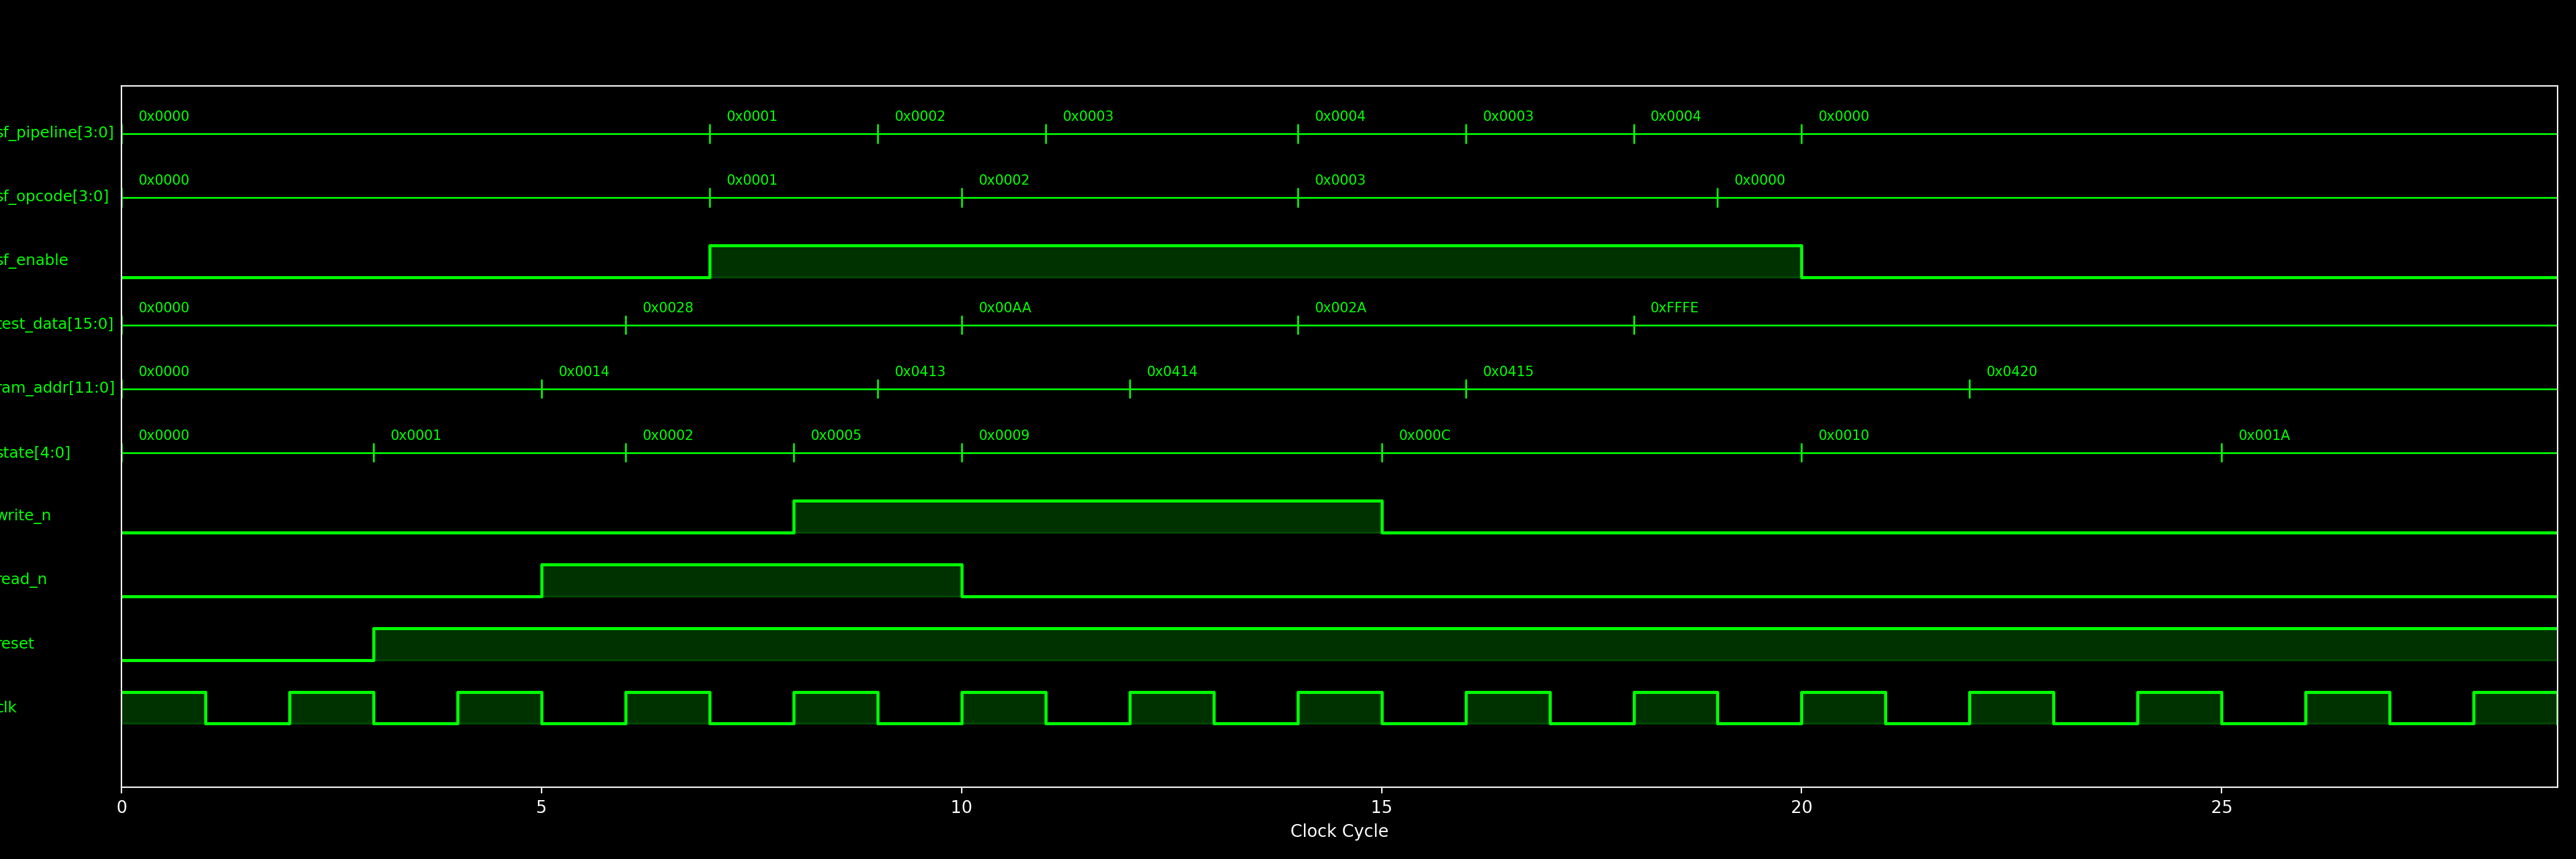 0x0000 0x0001 0x0002 0x0003 0x0004 0x0003 0x0004 0x0000
sf_pipeline[3:0]
0x0000 0x0001 0x0002 0x0003 0x0000
sf_opcode[3:0]
sf_enable
0x0000 0x0028 0x00AA 0x002A 0xFFFE
test_data[15:0]
0x0000 0x0014 0x0413 0x0414 0x0415 0x0420
ram_addr[11:0]
0x0000 0x0001 0x0002 0x0005 0x0009 0x000C 0x0010 0x001A
state[4:0]
write_n
read_n
reset
clk
0 5 10 15 20 25
Clock Cycle